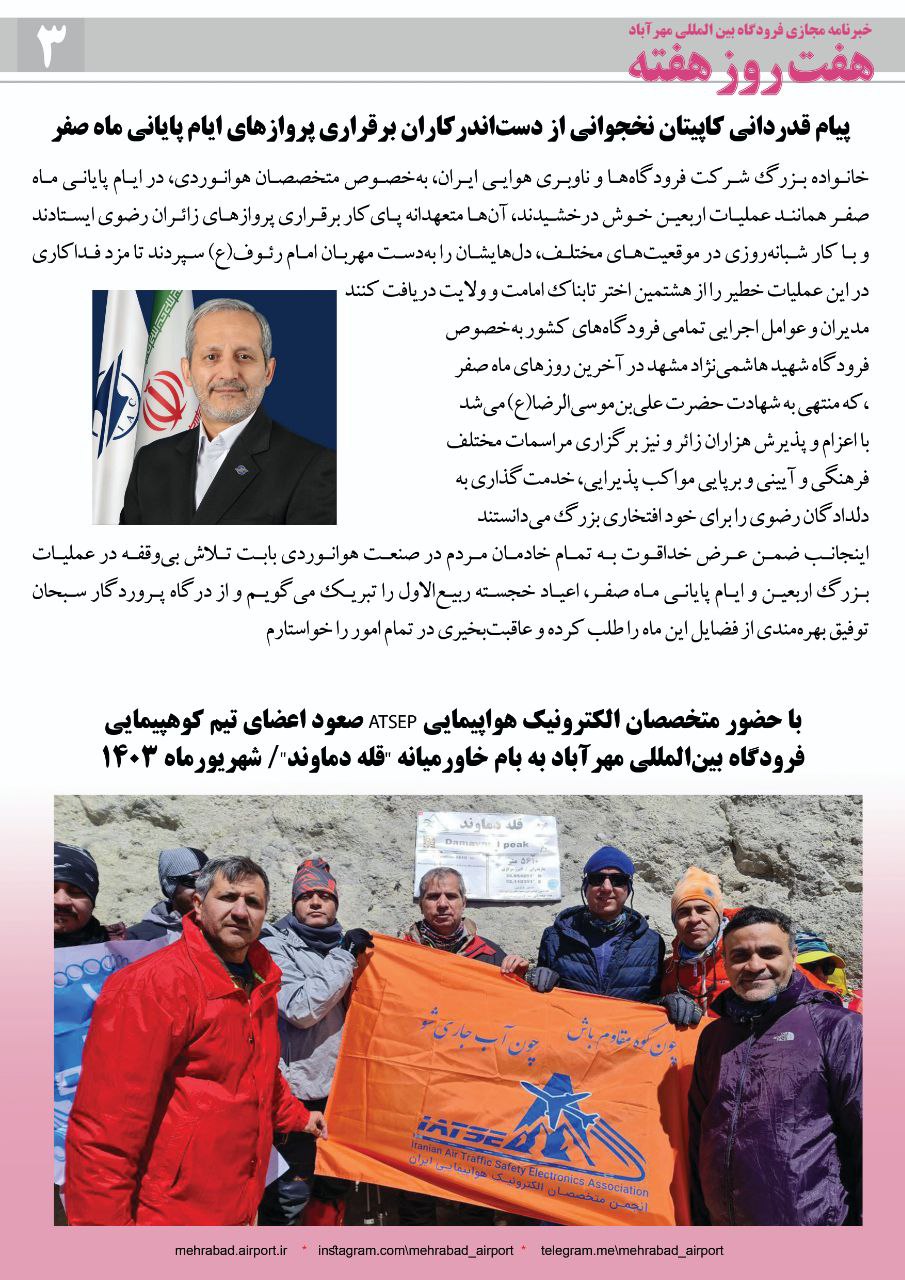 خبرنامه مجازی فرودگاه بین المللی مهرآباد
هفت روز هفته
۳
پیام قدردانی کاپیتان نخجوانی از دست‌اندرکاران برقراری پروازهای ایام پایانی ماه صفر
خانواده بزرگ شرکت فرودگاه‌ها و ناوبری هوایی ایران، به‌خصوص متخصصان هوانوردی، در ایام پایانی ماه
صفر همانند عملیات اربعین خوش درخشیدند، آن‌ها متعهدانه پای‌کار برقراری پروازهای زائران رضوی ایستادند
و با کار شبانه‌روزی در موقعیت‌های مختلف، دل‌هایشان را به‌دست مهربان امام رئوف(ع) سپردند تا مزد فداکاری
در این عملیات خطیر را از هشتمین اختر تابناک امامت و ولایت دریافت کنند
مدیران و عوامل اجرایی تمامی فرودگاه‌های کشور به‌خصوص
فرودگاه شهید هاشمی‌نژاد مشهد در آخرین روزهای ماه صفر
،که منتهی به شهادت حضرت علی‌بن‌موسی‌الرضا(ع) می‌شد
با اعزام و پذیرش هزاران زائر و نیز برگزاری مراسمات مختلف
فرهنگی و آیینی و برپایی مواکب پذیرایی، خدمت گذاری به
دلدادگان رضوی را برای خود افتخاری بزرگ می‌دانستند
اینجانب ضمن عرض خداقوت به تمام خادمان مردم در صنعت هوانوردی بابت تلاش بی‌وقفه در عملیات
بزرگ اربعین و ایام پایانی ماه صفر، اعیاد خجسته ربیع‌الاول را تبریک می‌گویم و از درگاه پروردگار سبحان
توفیق بهره‌مندی از فضایل این ماه را طلب کرده و عاقبت‌بخیری در تمام امور را خواستارم
IAC
با حضور متخصصان الکترونیک هواپیمایی ATSEP صعود اعضای تیم کوهپیمایی
فرودگاه بین‌المللی مهرآباد به بام خاورمیانه "قله دماوند"/ شهریورماه ۱۴۰۳
قله دماوند
Damavand peak
۵۶۱۰ متر
چون کوه مقاوم باش چون آب جاری شو
IATSE
Iranian Air Traffic Safety Electronics Association
انجمن متخصصان الکترونیک هواپیمایی ایران
mehrabad.airport.ir * instagram.com\mehrabad_airport * telegram.me\mehrabad_airport